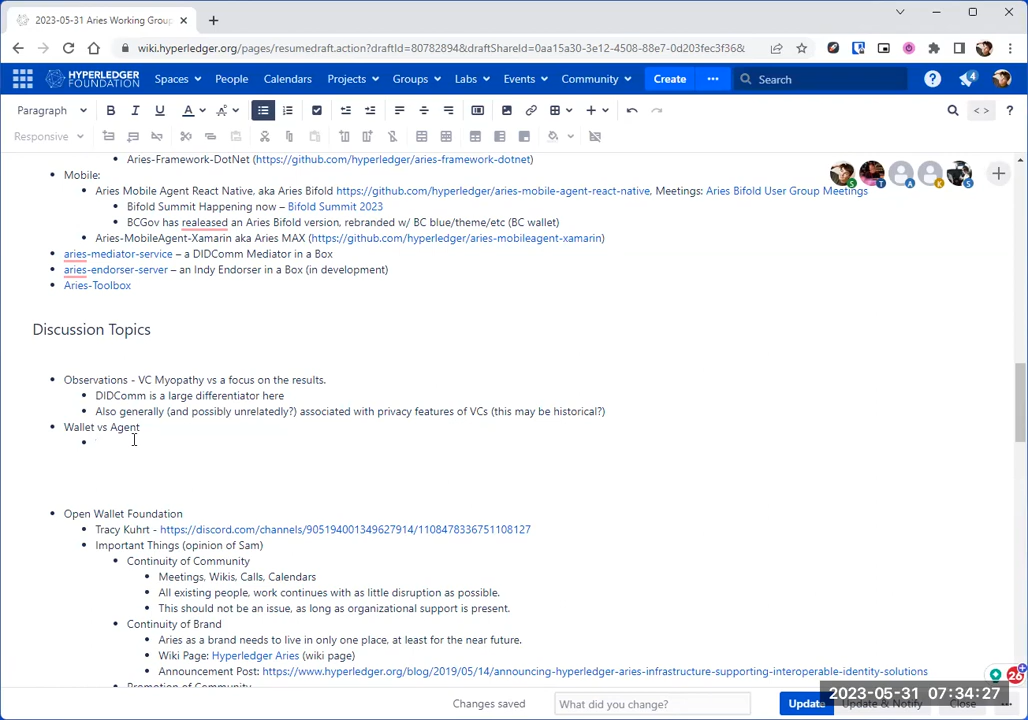 2023-05-31 Aries Working Group
wiki.hyperledger.org/pages/resumedraft.action?draftId=80782894&draftShareId=0aa15a30-3e12-4508-88e7-0d203fec3f36&
HYPERLEDGER FOUNDATION Spaces People Calendars Projects Groups Labs Events Community Create Search 4
Paragraph B I U A
Responsive
Aries-Framework-DotNet (https://github.com/hyperledger/aries-framework-dotnet)
Mobile:
Aries Mobile Agent React Native, aka Aries Bifold https://github.com/hyperledger/aries-mobile-agent-react-native, Meetings: Aries Bifold User Group Meetings
Bifold Summit Happening now – Bifold Summit 2023
BCGov has realeased an Aries Bifold version, rebranded w/ BC blue/theme/etc (BC wallet)
Aries-MobileAgent-Xamarin aka Aries MAX (https://github.com/hyperledger/aries-mobileagent-xamarin)
aries-mediator-service – a DIDComm Mediator in a Box
aries-endorser-server – an Indy Endorser in a Box (in development)
Aries-Toolbox
Discussion Topics
Observations - VC Myopathy vs a focus on the results.
DIDComm is a large differentiator here
Also generally (and possibly unrelatedly?) associated with privacy features of VCs (this may be historical?)
Wallet vs Agent
Open Wallet Foundation
Tracy Kuhrt - https://discord.com/channels/905194001349627914/1108478336751108127
Important Things (opinion of Sam)
Continuity of Community
Meetings, Wikis, Calls, Calendars
All existing people, work continues with as little disruption as possible.
This should not be an issue, as long as organizational support is present.
Continuity of Brand
Aries as a brand needs to live in only one place, at least for the near future.
Wiki Page: Hyperledger Aries (wiki page)
Announcement Post: https://www.hyperledger.org/blog/2019/05/14/announcing-hyperledger-aries-infrastructure-supporting-interoperable-identity-solutions
Promotion of Community
Changes saved What did you change? Update Update & Notify Close
2023-05-31 07:34:27
26